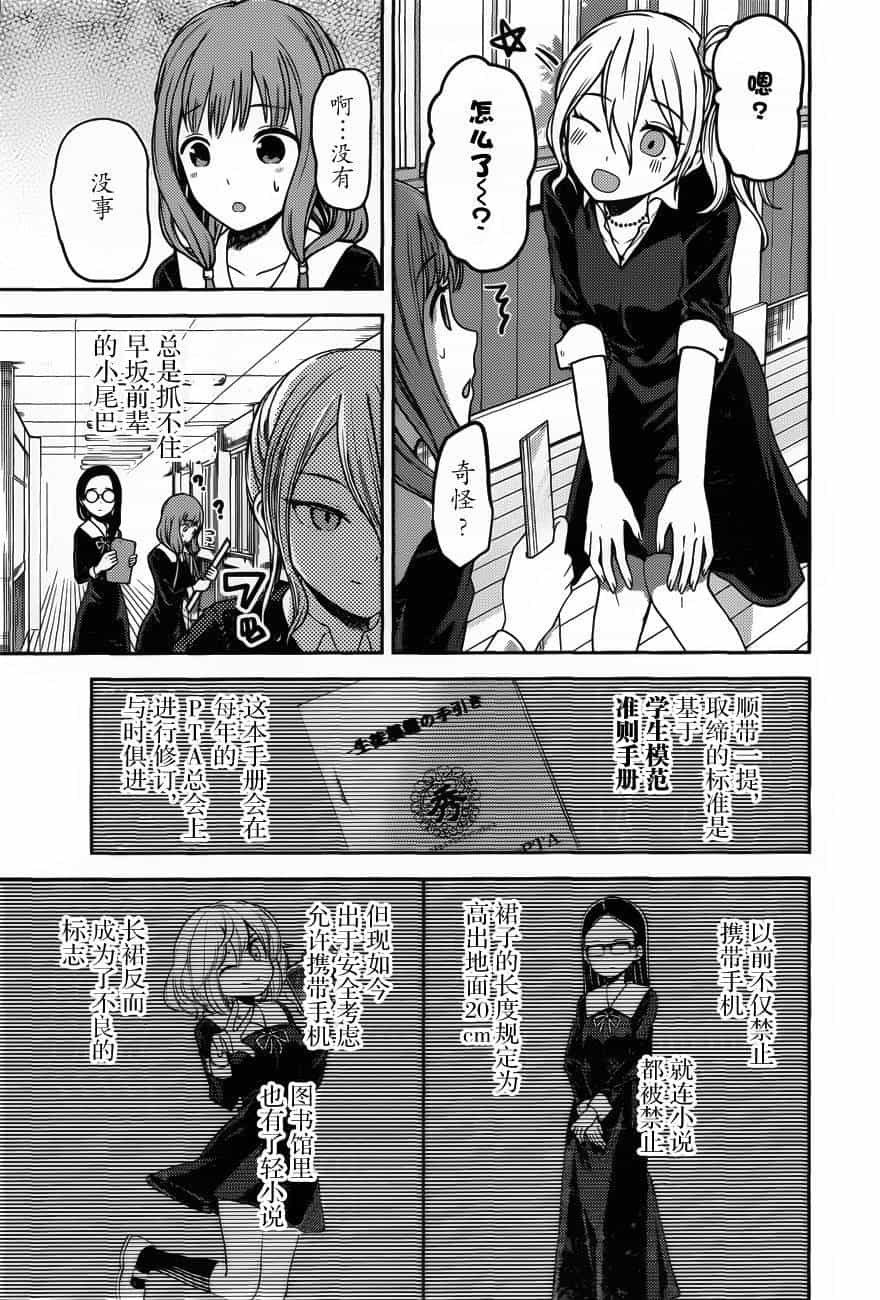 嗯?
怎么了~?
奇怪?
啊…没有
没事
总是抓不住
早坂前辈
的小尾巴
?
?
?
顺带一提,
取缔的标准是
基于
学生模范
准则手册
秀
PTA
这本手册会在
每年的
PTA总会上
进行修订,
与时俱进
以前不仅禁止
携带手机
就连小说
都被禁止
裙子的长度规定为
高出地面20cm
但现如今
出于安全考虑
允许携带手机
图书馆里
也有了轻小说
长裙反而
成为了不良的
标志